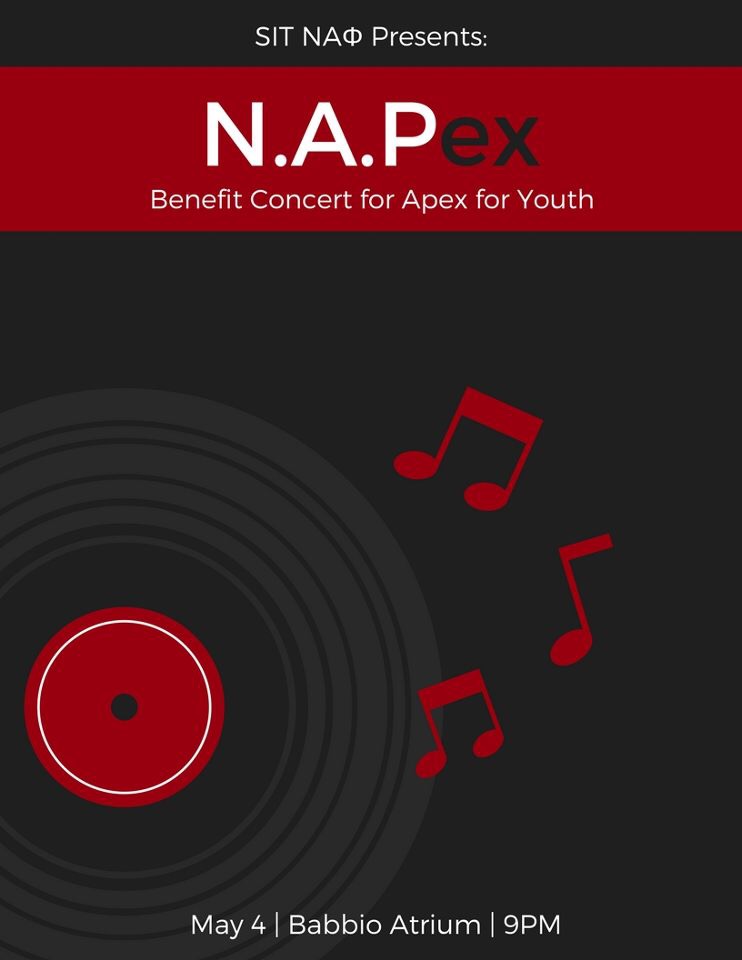 SIT NAΦ Presents:
N.A.Pex
Benefit Concert for Apex for Youth
May 4 | Babbio Atrium | 9PM